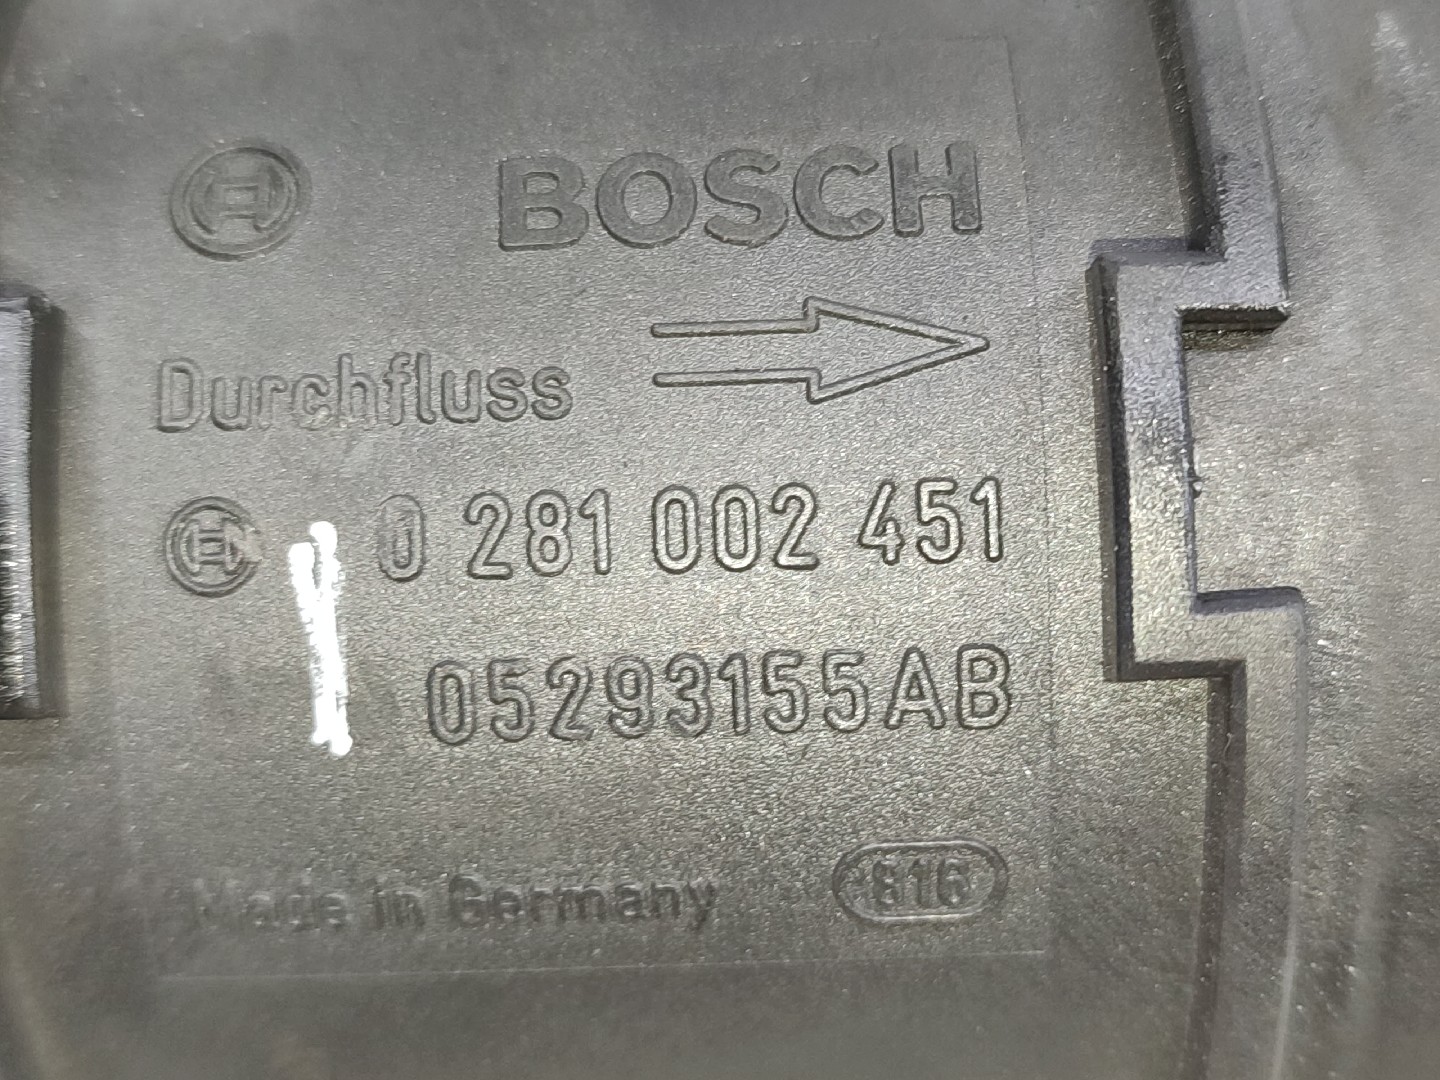 BOSCH
Durchfluss
0 281 002 451
05293155AB
Made in Germany
816